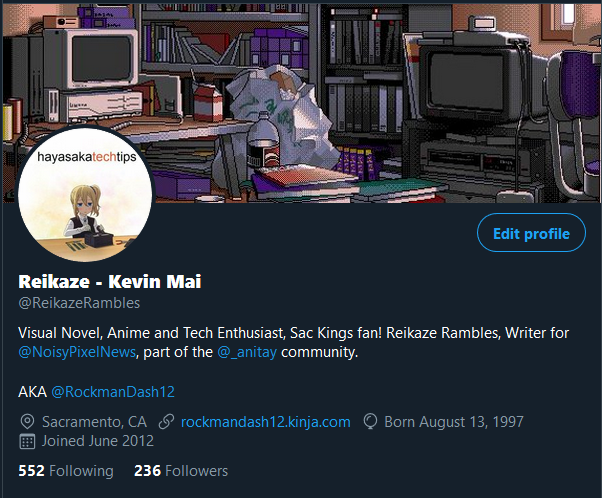 hayasakatechtips
Edit profile
Reikaze - Kevin Mai
@ReikazeRambles
Visual Novel, Anime and Tech Enthusiast, Sac Kings fan! Reikaze Rambles, Writer for
@NoisyPixelNews, part of the @_anitay community.
AKA @RockmanDash12
Sacramento, CA rockmandash12.kinja.com Born August 13, 1997
Joined June 2012
552 Following 236 Followers